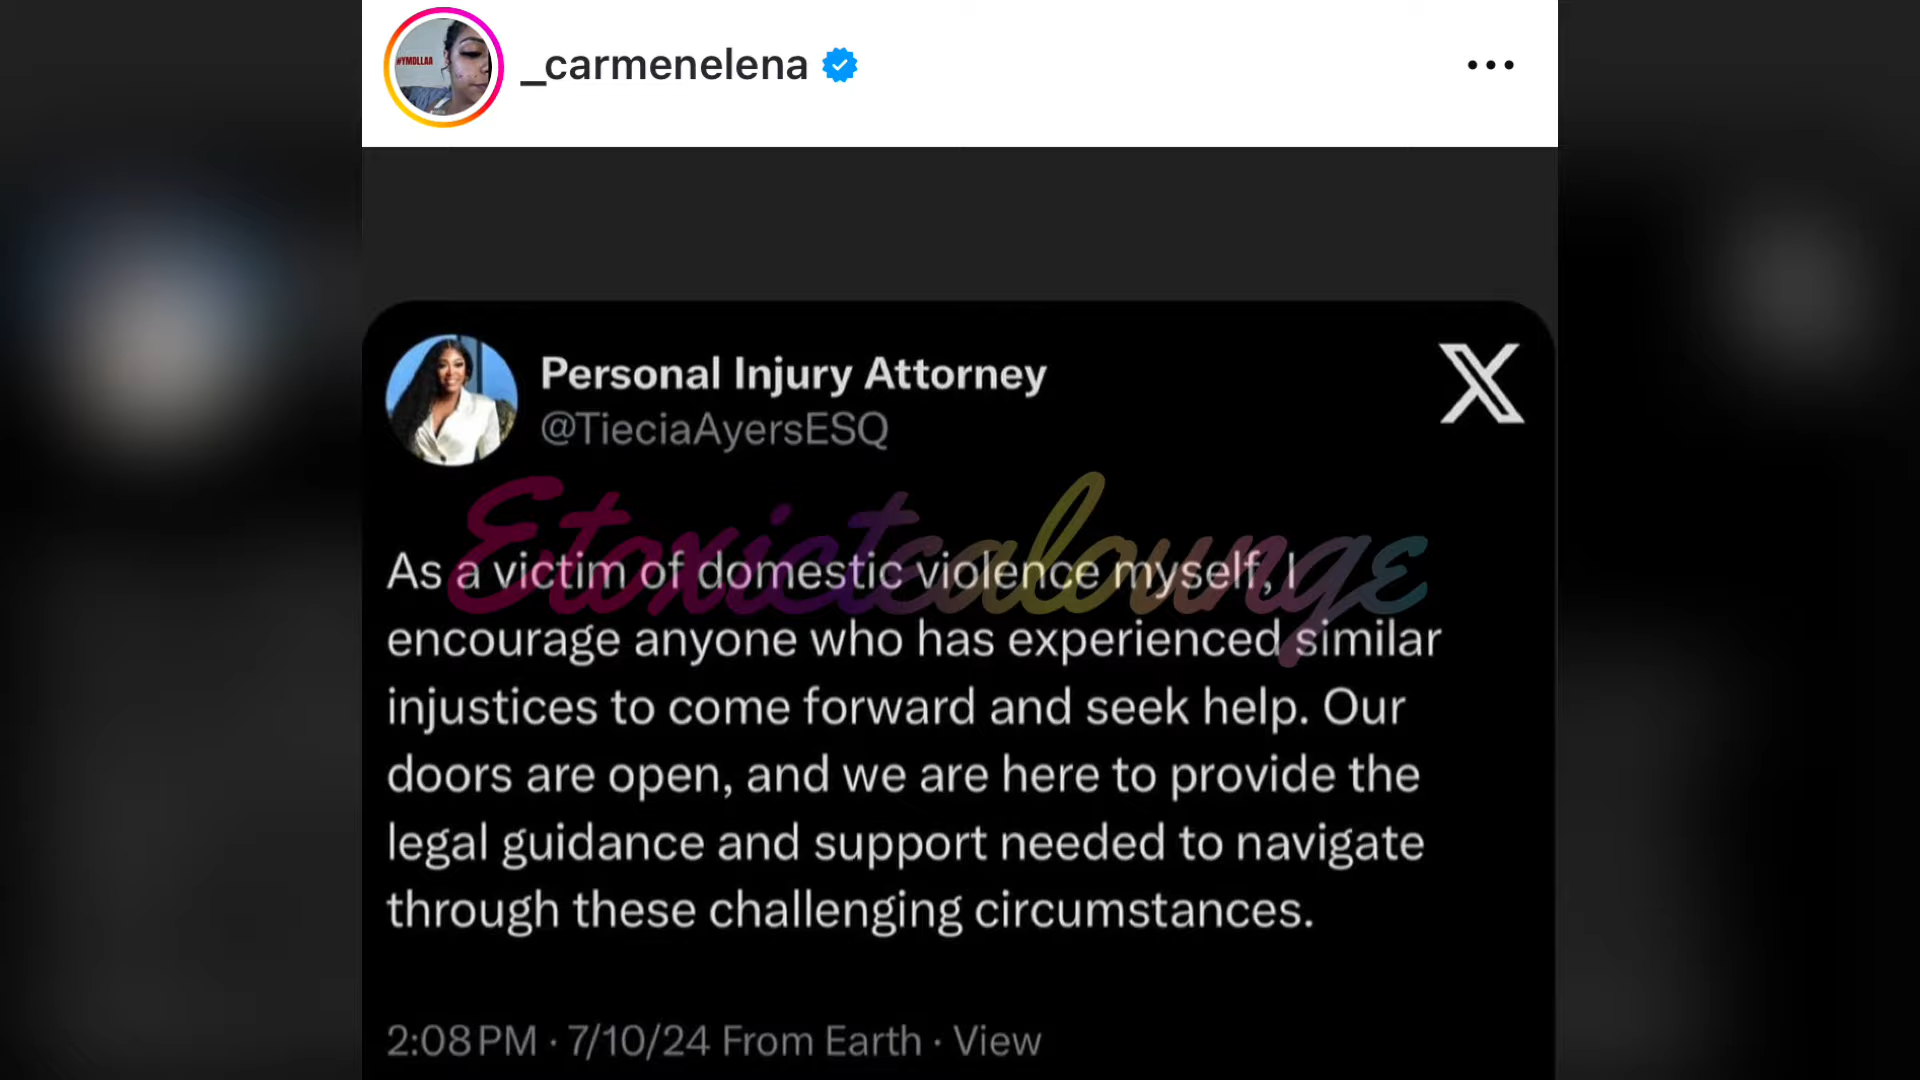 #YMDLLAA
_carmenelena
Personal Injury Attorney
@TieciaAyersESQ
Etoxictealounge
As a victim of domestic violence myself, I
encourage anyone who has experienced similar
injustices to come forward and seek help. Our
doors are open, and we are here to provide the
legal guidance and support needed to navigate
through these challenging circumstances.
2:08 PM · 7/10/24 From Earth · View